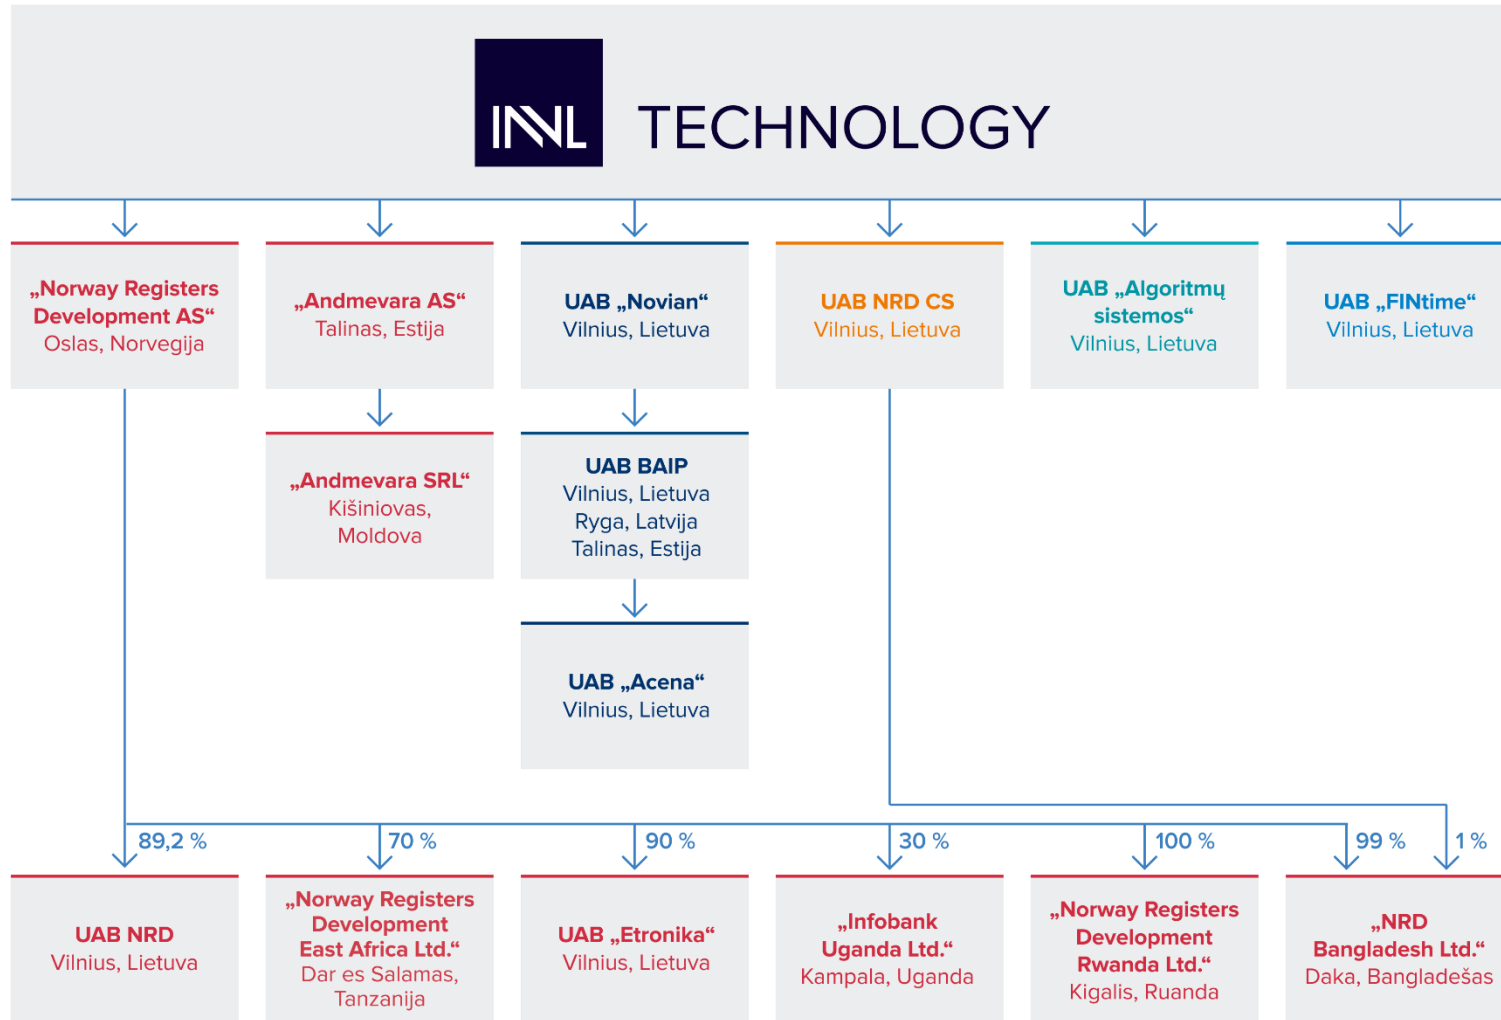 INVL TECHNOLOGY
„Norway Registers
Development AS“
Oslas, Norvegija
„Andmevara AS“
Talinas, Estija
UAB „Novian“
Vilnius, Lietuva
UAB NRD CS
Vilnius, Lietuva
UAB „Algoritmų
sistemos“
Vilnius, Lietuva
UAB „FINtime“
Vilnius, Lietuva
„Andmevara SRL“
Kišiniovas,
Moldova
UAB BAIP
Vilnius, Lietuva
Ryga, Latvija
Talinas, Estija
UAB „Acena“
Vilnius, Lietuva
89,2 %
70 %
90 %
30 %
100 %
99 %
1 %
UAB NRD
Vilnius, Lietuva
„Norway Registers
Development
East Africa Ltd.“
Dar es Salamas,
Tanzanija
UAB „Etronika“
Vilnius, Lietuva
„Infobank
Uganda Ltd.“
Kampala, Uganda
„Norway Registers
Development
Rwanda Ltd.“
Kigalis, Ruanda
„NRD
Bangladesh Ltd.“
Daka, Bangladešas